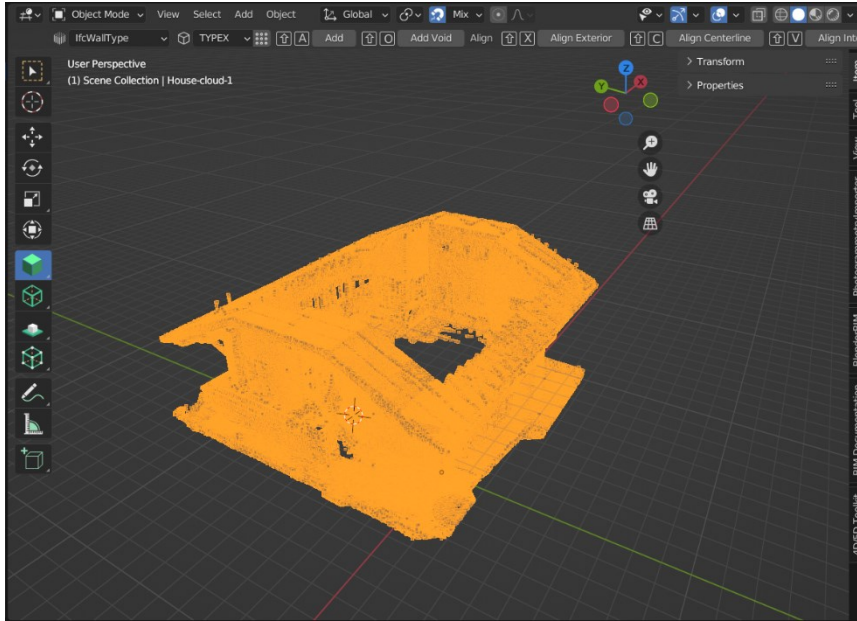 Object Mode View Select Add Object Global Mix
IfcWallType TYPEX A Add O Add Void Align X Align Exterior C Align Centerline V Align Int
User Perspective
(1) Scene Collection | House-cloud-1
Z
Y
X
Transform
Properties
Item